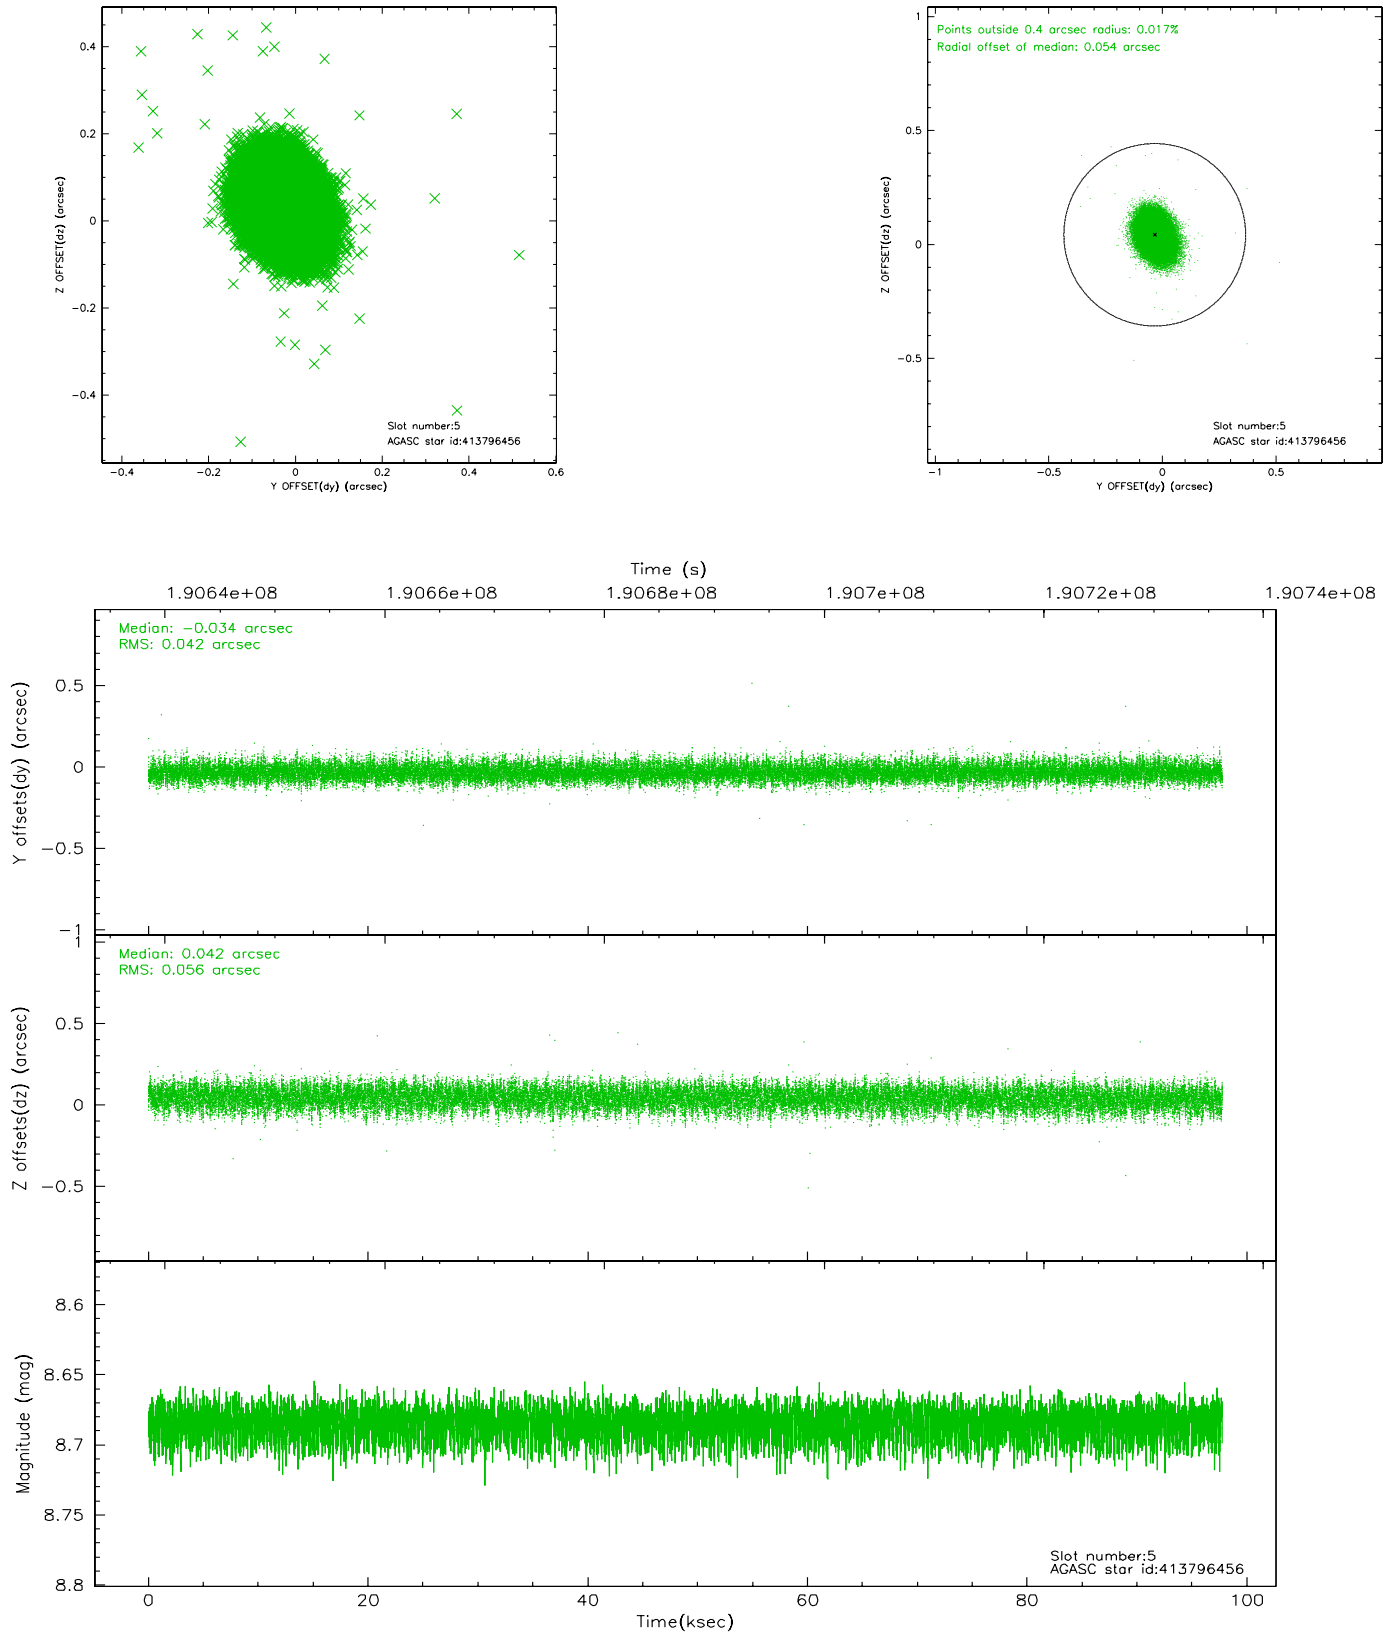 0.4
0.2
0
−0.2
−0.4
Z OFFSET(dz) (arcsec)
Slot number:5
AGASC star id:413796456
−0.4
−0.2
0
0.2
0.4
0.6
Y OFFSET(dy) (arcsec)
Points outside 0.4 arcsec radius: 0.017%
Radial offset of median: 0.054 arcsec
1
0.5
0
−0.5
Z OFFSET(dz) (arcsec)
Slot number:5
AGASC star id:413796456
−1
−0.5
0
0.5
Y OFFSET(dy) (arcsec)
Time (s)
1.9064e+08
1.9066e+08
1.9068e+08
1.907e+08
1.9072e+08
1.9074e+08
Median: −0.034 arcsec
RMS: 0.042 arcsec
0.5
0
−0.5
−1
Y offsets(dy) (arcsec)
Median: 0.042 arcsec
RMS: 0.056 arcsec
1
0.5
0
−0.5
Z offsets(dz) (arcsec)
8.6
8.65
8.7
8.75
8.8
Magnitude (mag)
Slot number:5
AGASC star id:413796456
0
20
40
60
80
100
Time(ksec)